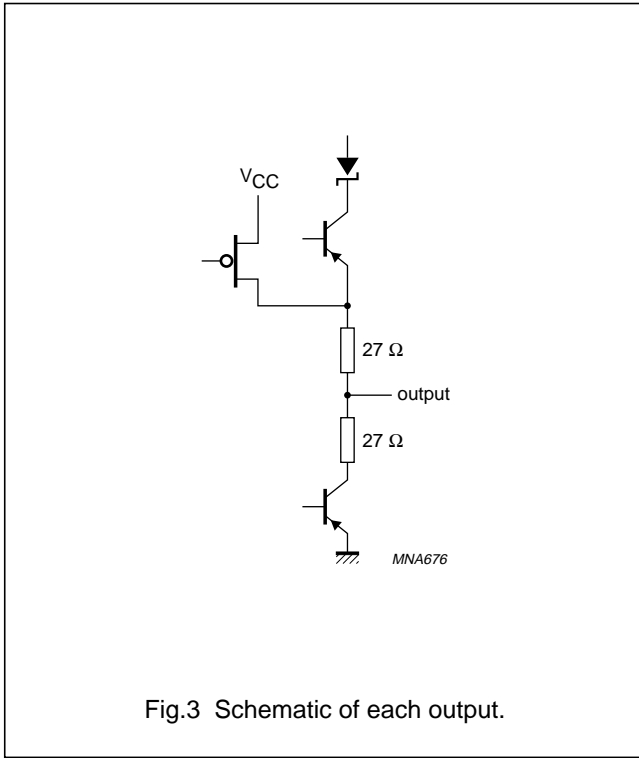 VCC
27 Ω
output
27 Ω
MNA676
Fig.3 Schematic of each output.